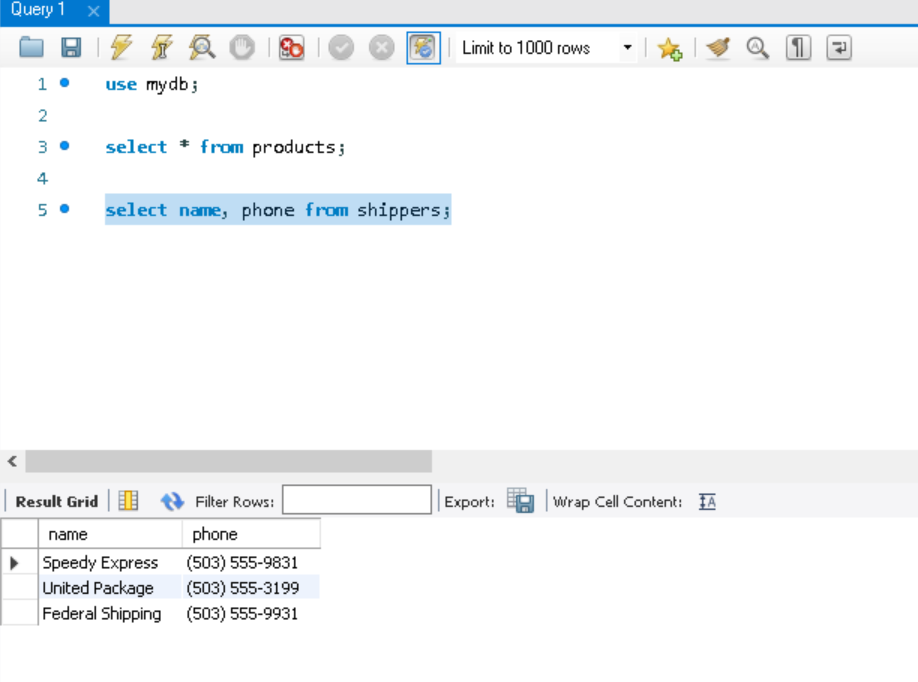 Query 1
Limit to 1000 rows
1 use mydb;
2
3 select * from products;
4
5 select name, phone from shippers;
Result Grid Filter Rows: Export: Wrap Cell Content:
name phone
Speedy Express (503) 555-9831
United Package (503) 555-3199
Federal Shipping (503) 555-9931